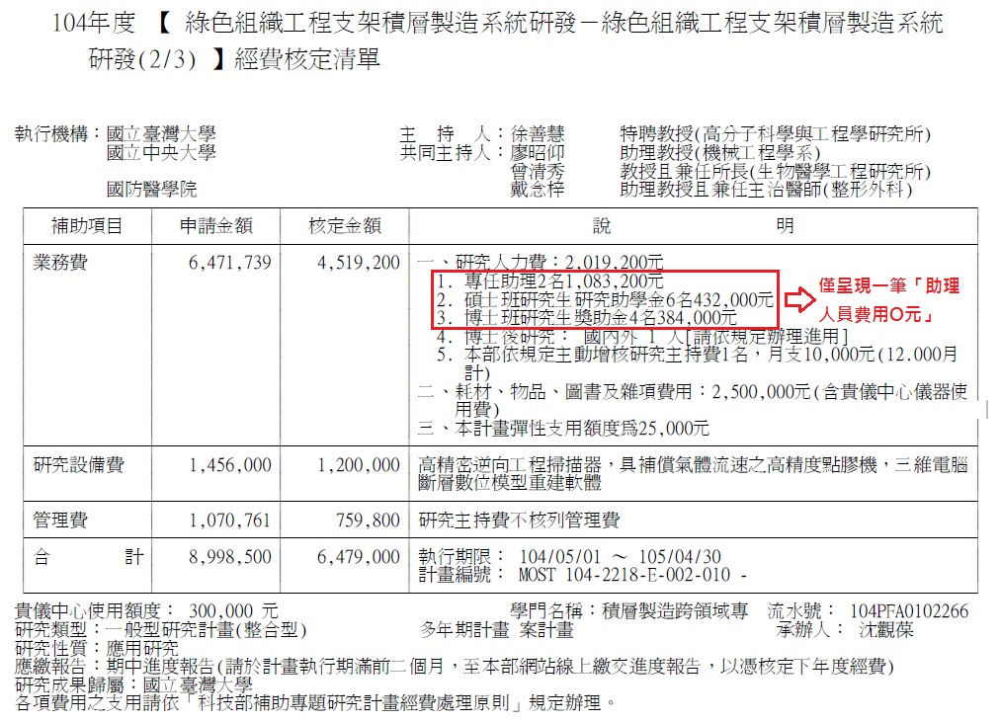 104年度 【 綠色組織工程支架積層製造系統研發－綠色組織工程支架積層製造系統
研發(2/3) 】經費核定清單
執行機構：國立臺灣大學 主 持 人：徐善慧 特聘教授(高分子科學與工程學研究所)
國立中央大學 共同主持人：廖昭仰 助理教授(機械工程學系)
曾清秀 教授且兼任所長(生物醫學工程研究所)
國防醫學院 戴念梓 助理教授且兼任主治醫師(整形外科)
補助項目 申請金額 核定金額 說 明
業務費 6,471,739 4,519,200 一、研究人力費：2,019,200元
1. 專任助理2名1,083,200元
2. 碩士班研究生研究助學金6名432,000元
3. 博士班研究生獎助金4名384,000元
僅呈現一筆「助理
人員費用0元」
4. 博士後研究： 國內外 1 人[請依規定辦理進用]
5. 本部依規定主動增核研究主持費1名，月支10,000元(12.000月
計)
二、耗材、物品、圖書及雜項費用：2,500,000元(含貴儀中心儀器使
用費)
三、本計畫彈性支用額度為25,000元
研究設備費 1,456,000 1,200,000 高精密逆向工程掃描器，具補償氣體流速之高精度點膠機，三維電腦
斷層數位模型重建軟體
管理費 1,070,761 759,800 研究主持費不核列管理費
合 計 8,998,500 6,479,000 執行期限： 104/05/01 ～ 105/04/30
計畫編號： MOST 104-2218-E-002-010 -
貴儀中心使用額度： 300,000 元 學門名稱：積層製造跨領域專 流水號： 104PFA0102266
研究類型：一般型研究計畫(整合型) 多年期計畫 案計畫 承辦人： 沈觀葆
研究性質：應用研究
應繳報告：期中進度報告(請於計畫執行期滿前二個月，至本部網站線上繳交進度報告，以憑核定下年度經費)
研究成果歸屬：國立臺灣大學
各項費用之支用請依「科技部補助專題研究計畫經費處理原則」規定辦理。